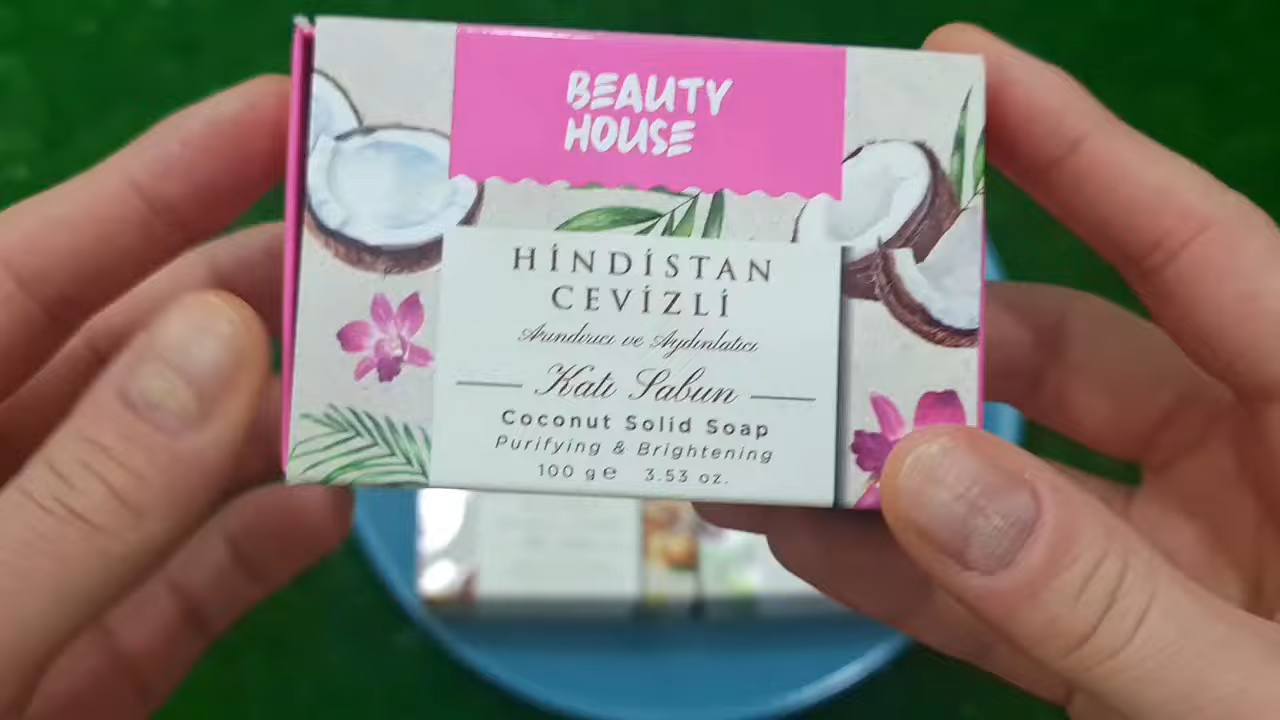 BEAUTY
HOUSE
HİNDİSTAN
CEVİZLİ
Arındırıcı ve Aydınlatıcı
Katı Sabun
Coconut Solid Soap
Purifying & Brightening
100 g℮ 3.53 oz.